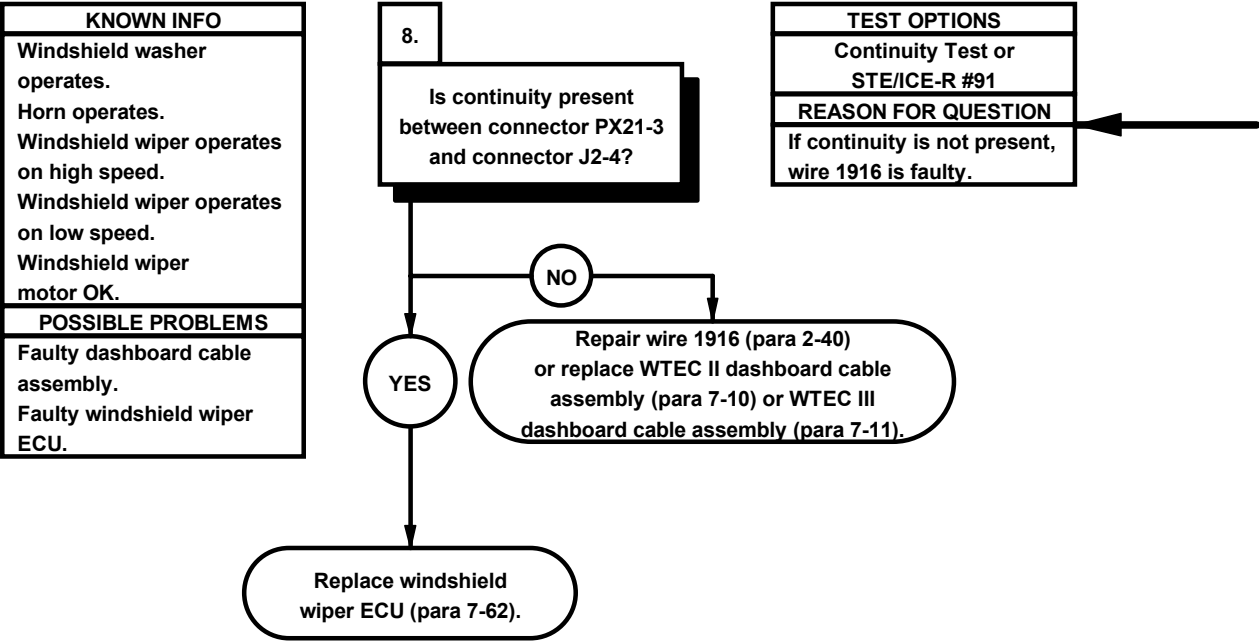 KNOWN INFO
Windshield washer
operates.
Horn operates.
Windshield wiper operates
on high speed.
Windshield wiper operates
on low speed.
Windshield wiper
motor OK.
POSSIBLE PROBLEMS
Faulty dashboard cable
assembly.
Faulty windshield wiper
ECU.
8.
Is continuity present
between connector PX21-3
and connector J2-4?
TEST OPTIONS
Continuity Test or
STE/ICE-R #91
REASON FOR QUESTION
If continuity is not present,
wire 1916 is faulty.
NO
YES
Repair wire 1916 (para 2-40)
or replace WTEC II dashboard cable
assembly (para 7-10) or WTEC III
dashboard cable assembly (para 7-11).
Replace windshield
wiper ECU (para 7-62).